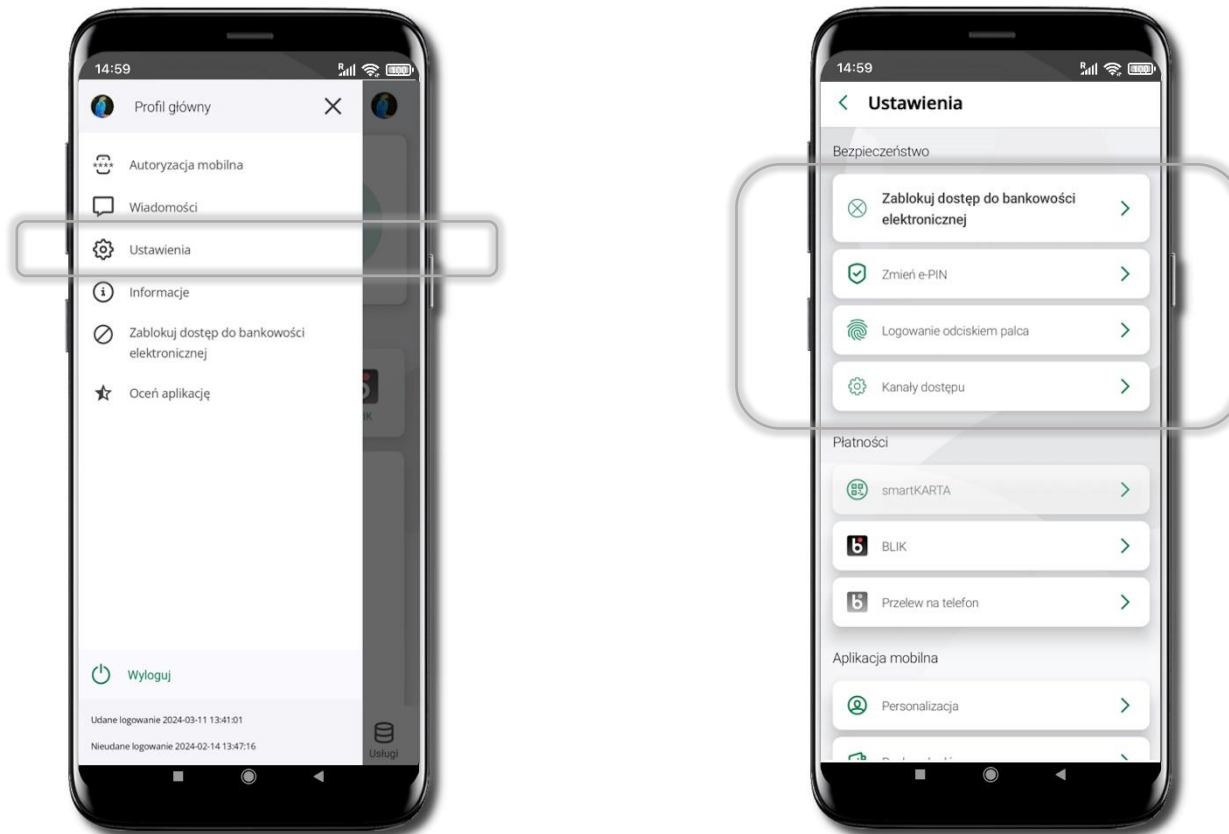 14:59
Profil główny
Autoryzacja mobilna
Wiadomości
Ustawienia
Informacje
Zablokuj dostęp do bankowości
elektronicznej
Oceń aplikację
Wyloguj
Udane logowanie 2024-03-11 13:41:01
Nieudane logowanie 2024-02-14 13:47:16
Usługi
14:59
Ustawienia
Bezpieczeństwo
Zablokuj dostęp do bankowości
elektronicznej
Zmień e-PIN
Logowanie odciskiem palca
Kanały dostępu
Płatności
smartKARTA
BLIK
Przelew na telefon
Aplikacja mobilna
Personalizacja